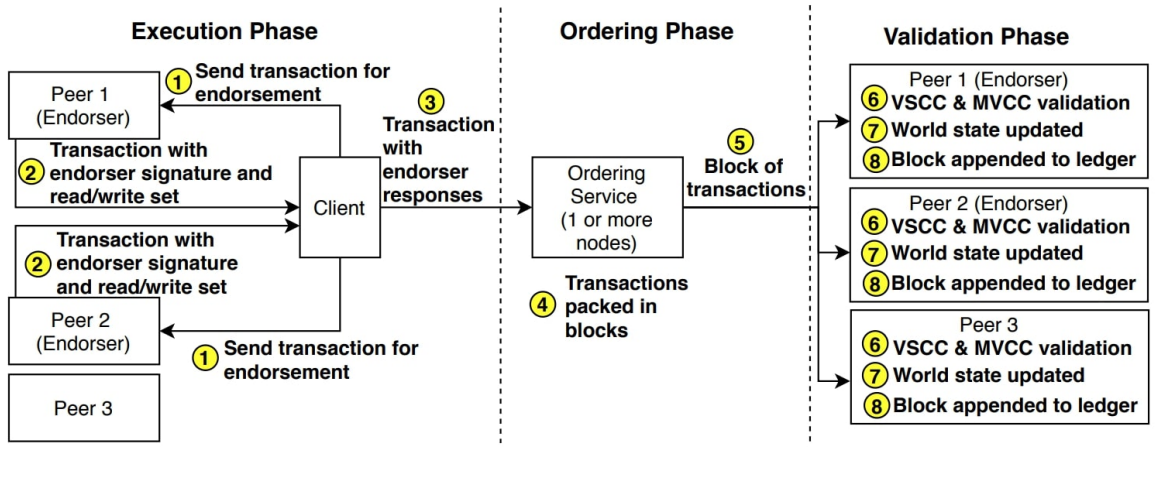 Execution Phase
Ordering Phase
Validation Phase
Peer 1
(Endorser)
1
Send transaction for
endorsement
2
Transaction with
endorser signature and
read/write set
2
Transaction with
endorser signature
and read/write set
Peer 2
(Endorser)
1
Send transaction for
endorsement
Peer 3
Client
3
Transaction
with
endorser
responses
Ordering
Service
(1 or more
nodes)
4
Transactions
packed in
blocks
5
Block of
transactions
Peer 1 (Endorser)
6 VSCC & MVCC validation
7 World state updated
8 Block appended to ledger
Peer 2 (Endorser)
6 VSCC & MVCC validation
7 World state updated
8 Block appended to ledger
Peer 3
6 VSCC & MVCC validation
7 World state updated
8 Block appended to ledger